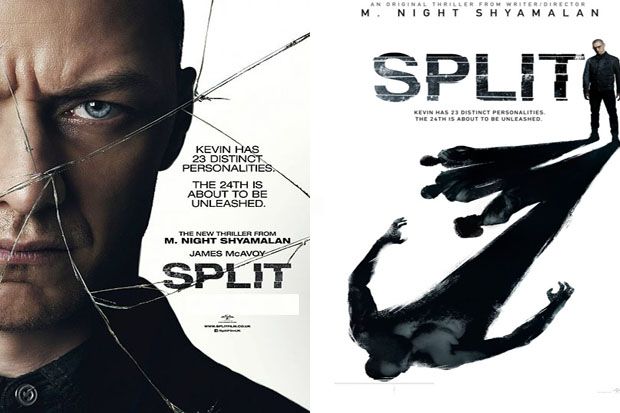 KEVIN HAS
23 DISTINCT
PERSONALITIES.
THE 24TH IS
ABOUT TO BE
UNLEASHED.
THE NEW THRILLER FROM
M. NIGHT SHYAMALAN
JAMES McAVOY
SPLIT
WWW.SPLITFILM.CO.UK
AN ORIGINAL THRILLER FROM WRITER/DIRECTOR
M. NIGHT SHYAMALAN
SPLIT
KEVIN HAS 23 DISTINCT PERSONALITIES.
THE 24TH IS ABOUT TO BE UNLEASHED.